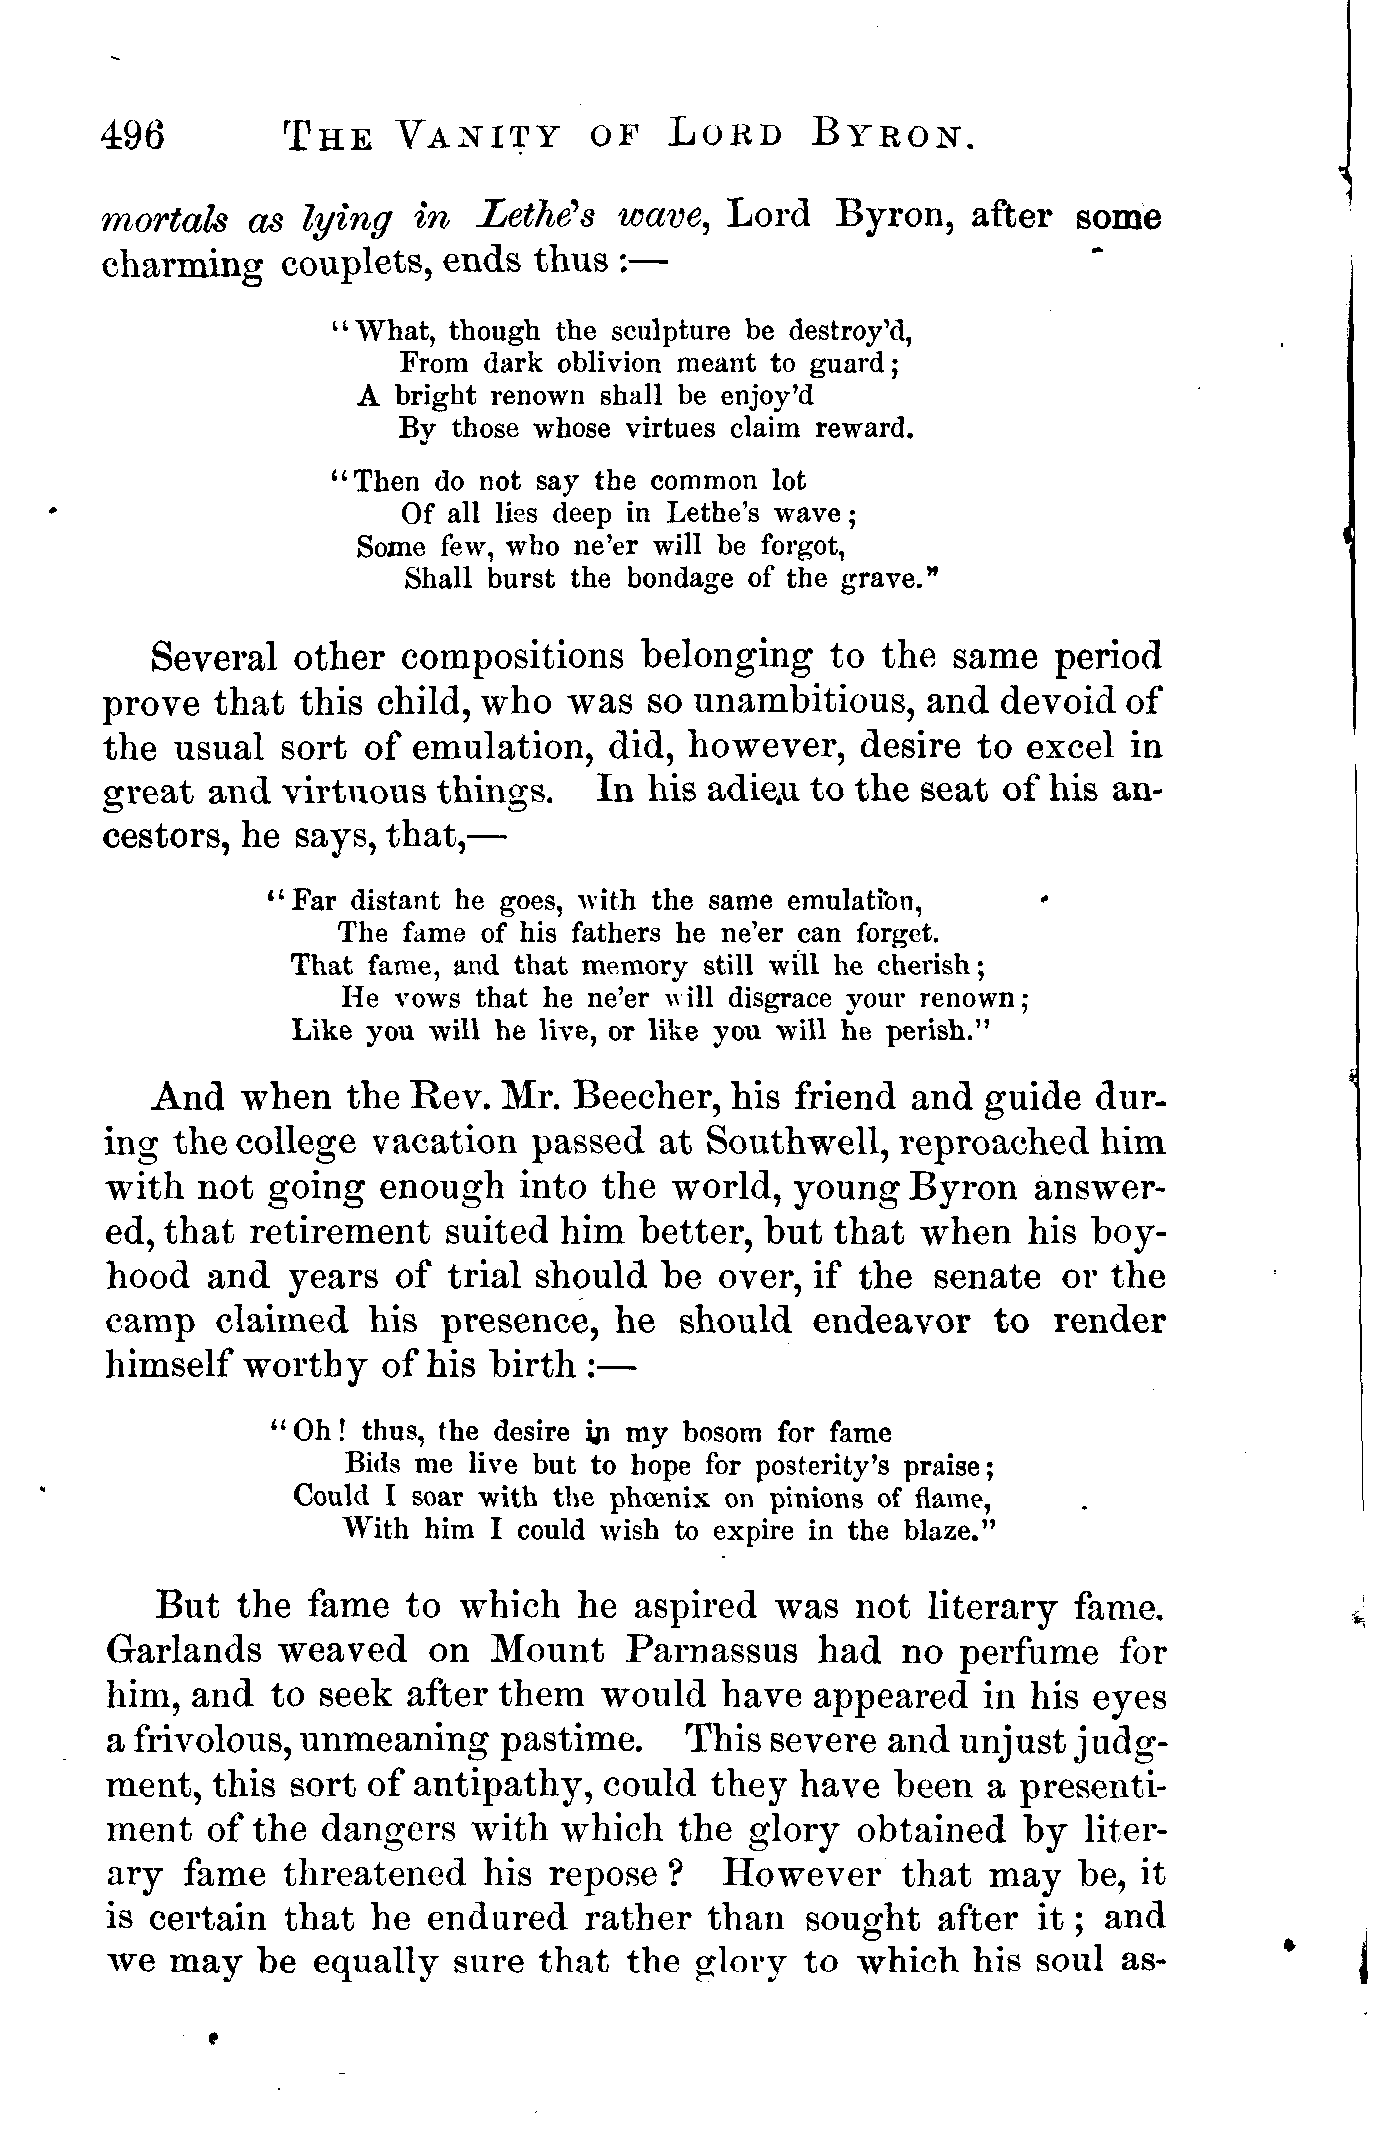 496 THE VANITY OF LORD BYRON.
mortals as lying in Lethe's wave, Lord Byron, after some
charming couplets, ends thus :—
"What, though the sculpture be destroy'd,
From dark oblivion meant to guard;
A bright renown shall be enjoy'd
By those whose virtues claim reward.
"Then do not say the common lot
Of all lies deep in Lethe's wave;
Some few, who ne'er will be forgot,
Shall burst the bondage of the grave."
Several other compositions belonging to the same period
prove that this child, who was so unambitious, and devoid of
the usual sort of emulation, did, however, desire to excel in
great and virtuous things. In his adieu to the seat of his an-
cestors, he says, that,—
"Far distant he goes, with the same emulation,
The fame of his fathers he ne'er can forget.
That fame, and that memory still will he cherish;
He vows that he ne'er will disgrace your renown;
Like you will he live, or like you will he perish."
And when the Rev. Mr. Beecher, his friend and guide dur-
ing the college vacation passed at Southwell, reproached him
with not going enough into the world, young Byron answer-
ed, that retirement suited him better, but that when his boy-
hood and years of trial should be over, if the senate or the
camp claimed his presence, he should endeavor to render
himself worthy of his birth :—
"Oh! thus, the desire in my bosom for fame
Bids me live but to hope for posterity's praise;
Could I soar with the phœnix on pinions of flame,
With him I could wish to expire in the blaze."
But the fame to which he aspired was not literary fame.
Garlands weaved on Mount Parnassus had no perfume for
him, and to seek after them would have appeared in his eyes
a frivolous, unmeaning pastime. This severe and unjust judg-
ment, this sort of antipathy, could they have been a presenti-
ment of the dangers with which the glory obtained by liter-
ary fame threatened his repose? However that may be, it
is certain that he endured rather than sought after it; and
we may be equally sure that the glory to which his soul as-